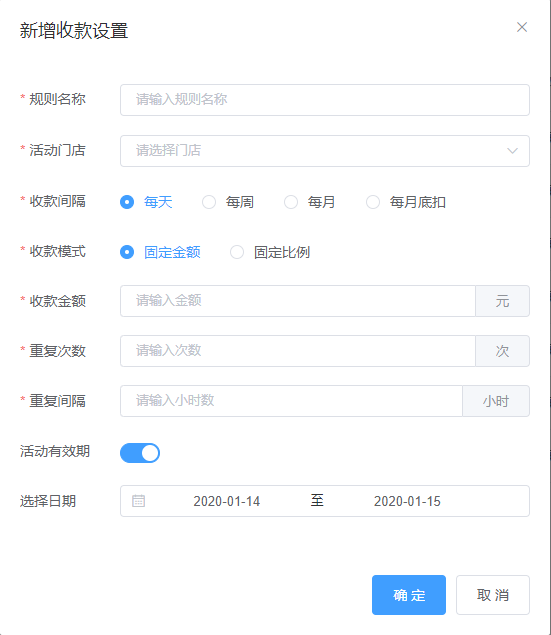 新增收款设置
* 规则名称 请输入规则名称
* 活动门店 请选择门店
* 收款间隔 每天 每周 每月 每月底扣
* 收款模式 固定金额 固定比例
* 收款金额 请输入金额 元
* 重复次数 请输入次数 次
* 重复间隔 请输入小时数 小时
活动有效期
选择日期 2020-01-14 至 2020-01-15
确定 取消